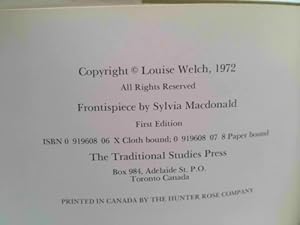 Copyright © Louise Welch, 1972
All Rights Reserved
Frontispiece by Sylvia Macdonald
First Edition
ISBN 0 919608 06 X Cloth bound; 0 919608 07 8 Paper bound
The Traditional Studies Press
Box 984, Adelaide St. P.O.
Toronto Canada
PRINTED IN CANADA BY THE HUNTER ROSE COMPANY